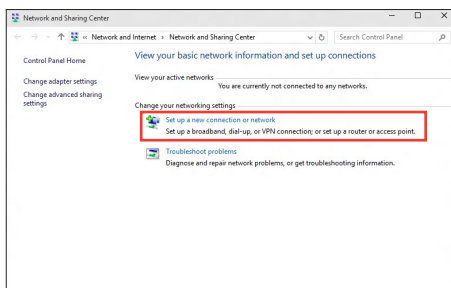 Network and Sharing Center
« Network and Internet › Network and Sharing Center
Search Control Panel
Control Panel Home
Change adapter settings
Change advanced sharing
settings
View your basic network information and set up connections
View your active networks
You are currently not connected to any networks.
Change your networking settings
Set up a new connection or network
Set up a broadband, dial-up, or VPN connection; or set up a router or access point.
Troubleshoot problems
Diagnose and repair network problems, or get troubleshooting information.